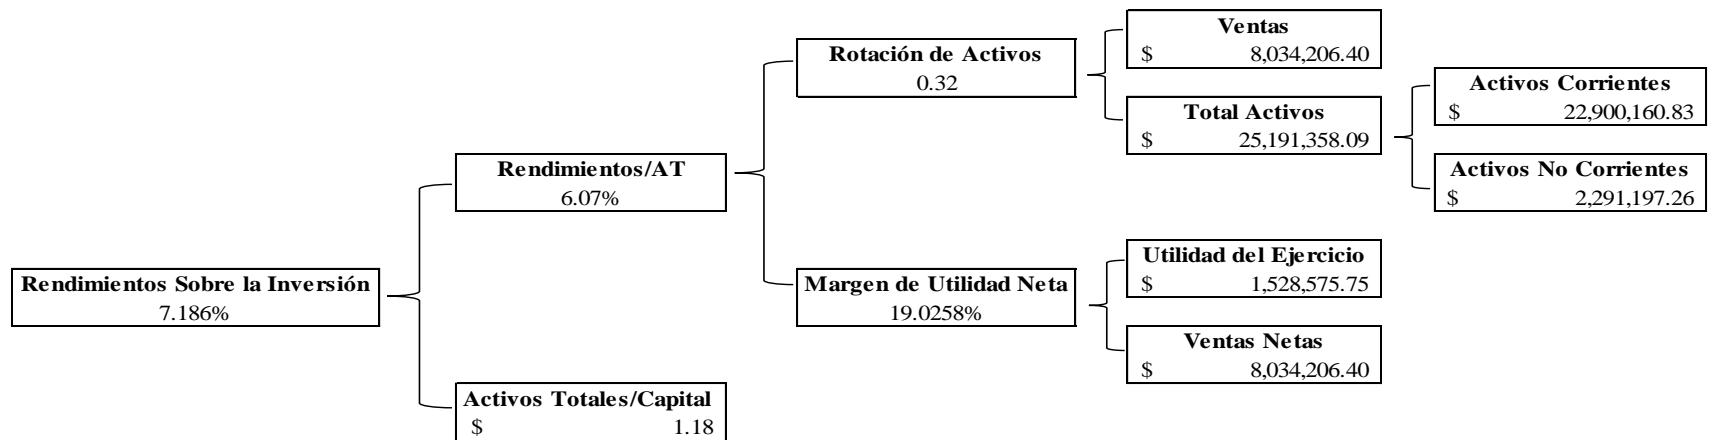 Ventas
$ 8,034,206.40
Rotación de Activos
0.32
Activos Corrientes
$ 22,900,160.83
Total Activos
$ 25,191,358.09
Rendimientos/AT
6.07%
Activos No Corrientes
$ 2,291,197.26
Utilidad del Ejercicio
$ 1,528,575.75
Rendimientos Sobre la Inversión
7.186%
Margen de Utilidad Neta
19.0258%
Ventas Netas
$ 8,034,206.40
Activos Totales/Capital
$ 1.18